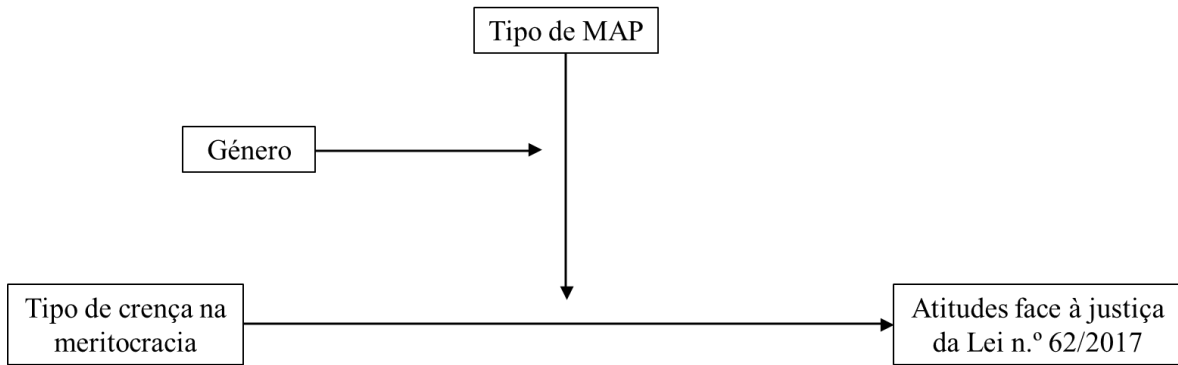 Tipo de MAP
Género
Tipo de crença na
meritocracia
Atitudes face à justiça
da Lei n.º 62/2017